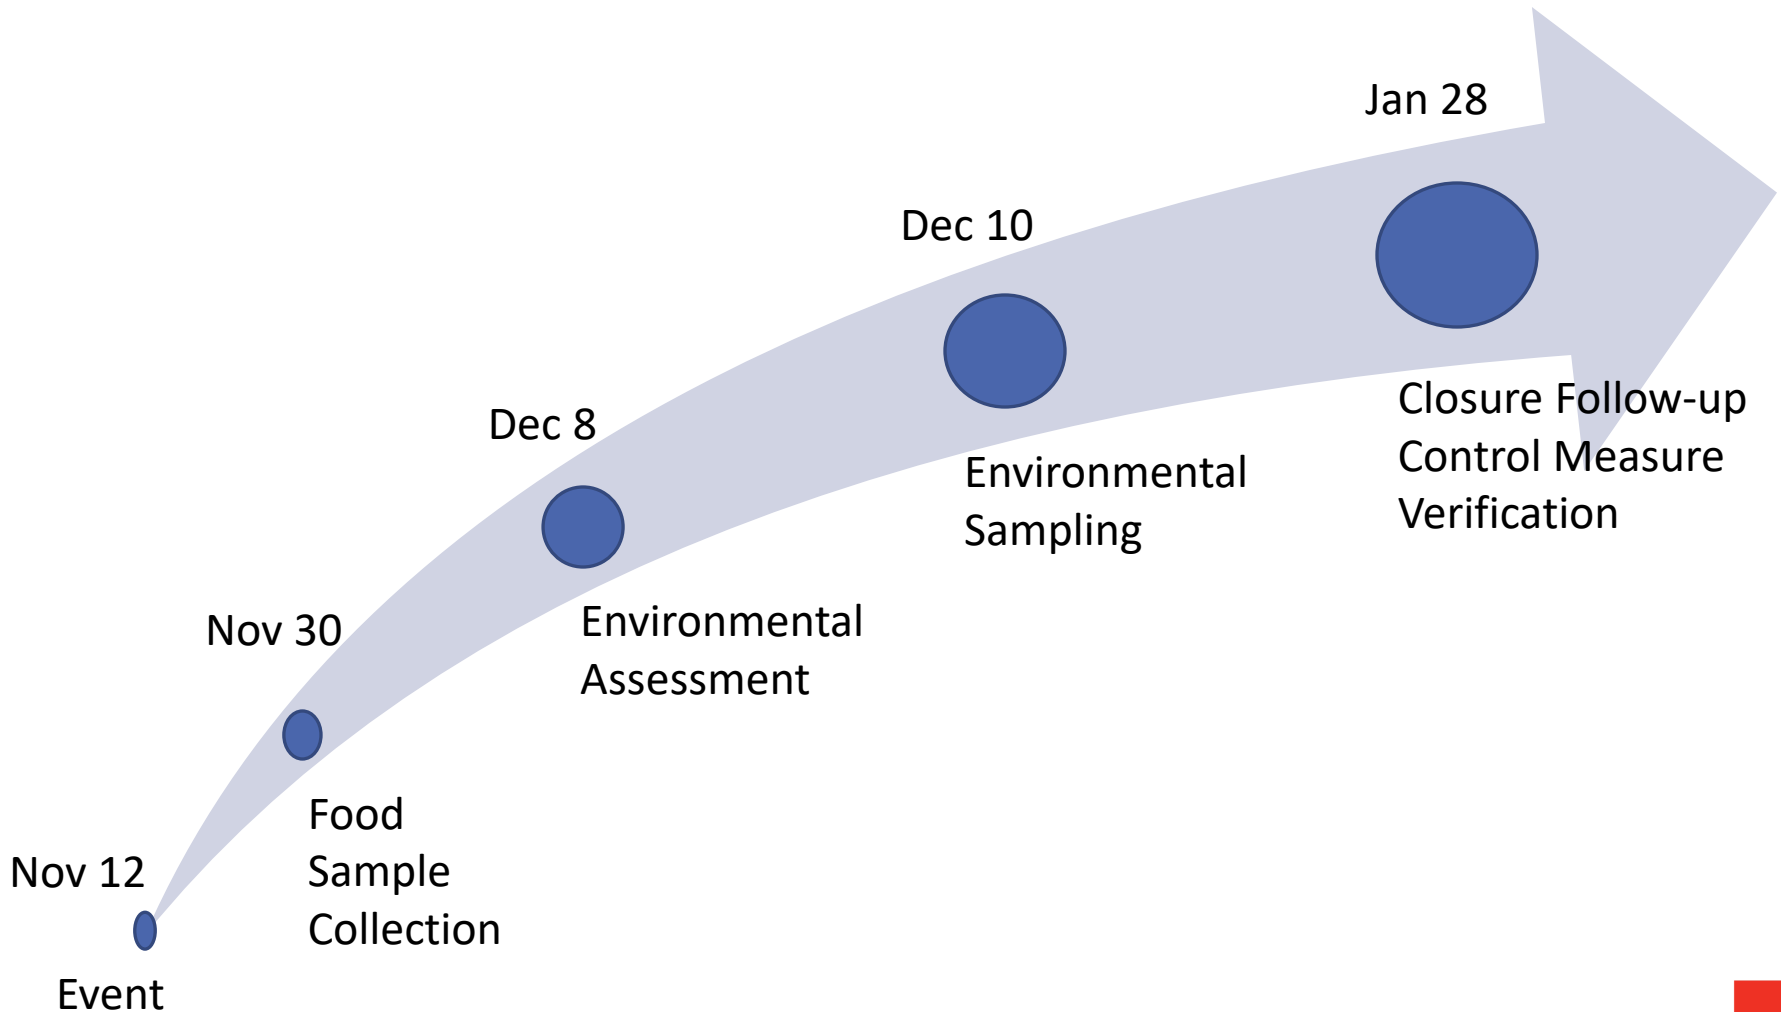 Nov 12
Event
Nov 30
Food
Sample
Collection
Dec 8
Environmental
Assessment
Dec 10
Environmental
Sampling
Jan 28
Closure Follow-up
Control Measure
Verification